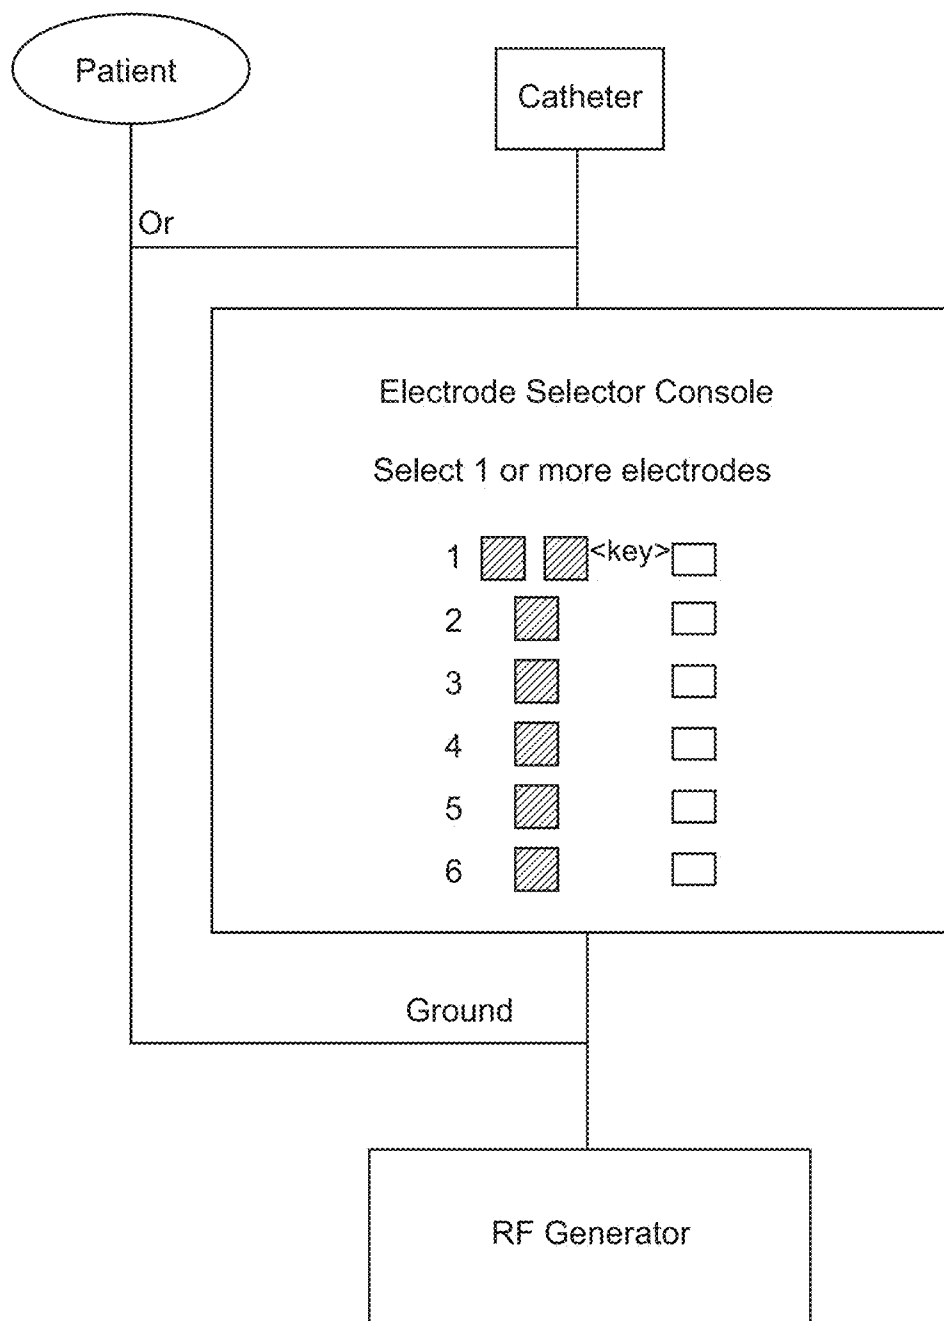 Patient
Catheter
Or
Electrode Selector Console
Select 1 or more electrodes
1 <key>
2
3
4
5
6
Ground
RF Generator